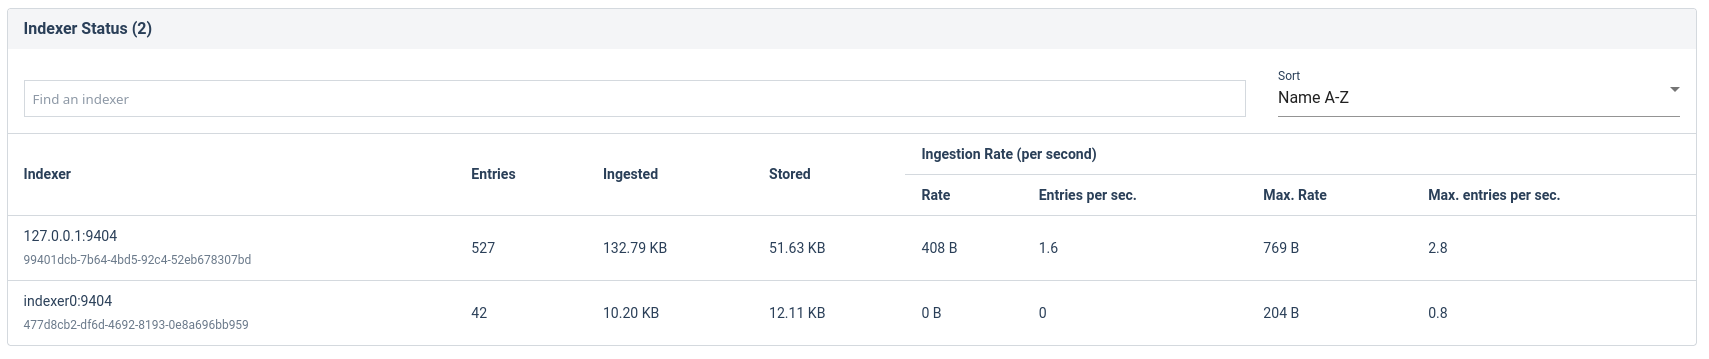 Indexer Status (2)
Find an indexer
Sort
Name A-Z
Indexer Entries Ingested Stored Ingestion Rate (per second)
Rate Entries per sec. Max. Rate Max. entries per sec.
127.0.0.1:9404
99401dcb-7b64-4bd5-92c4-52eb678307bd
527 132.79 KB 51.63 KB 408 B 1.6 769 B 2.8
indexer0:9404
477d8cb2-df6d-4692-8193-0e8a696bb959
42 10.20 KB 12.11 KB 0 B 0 204 B 0.8